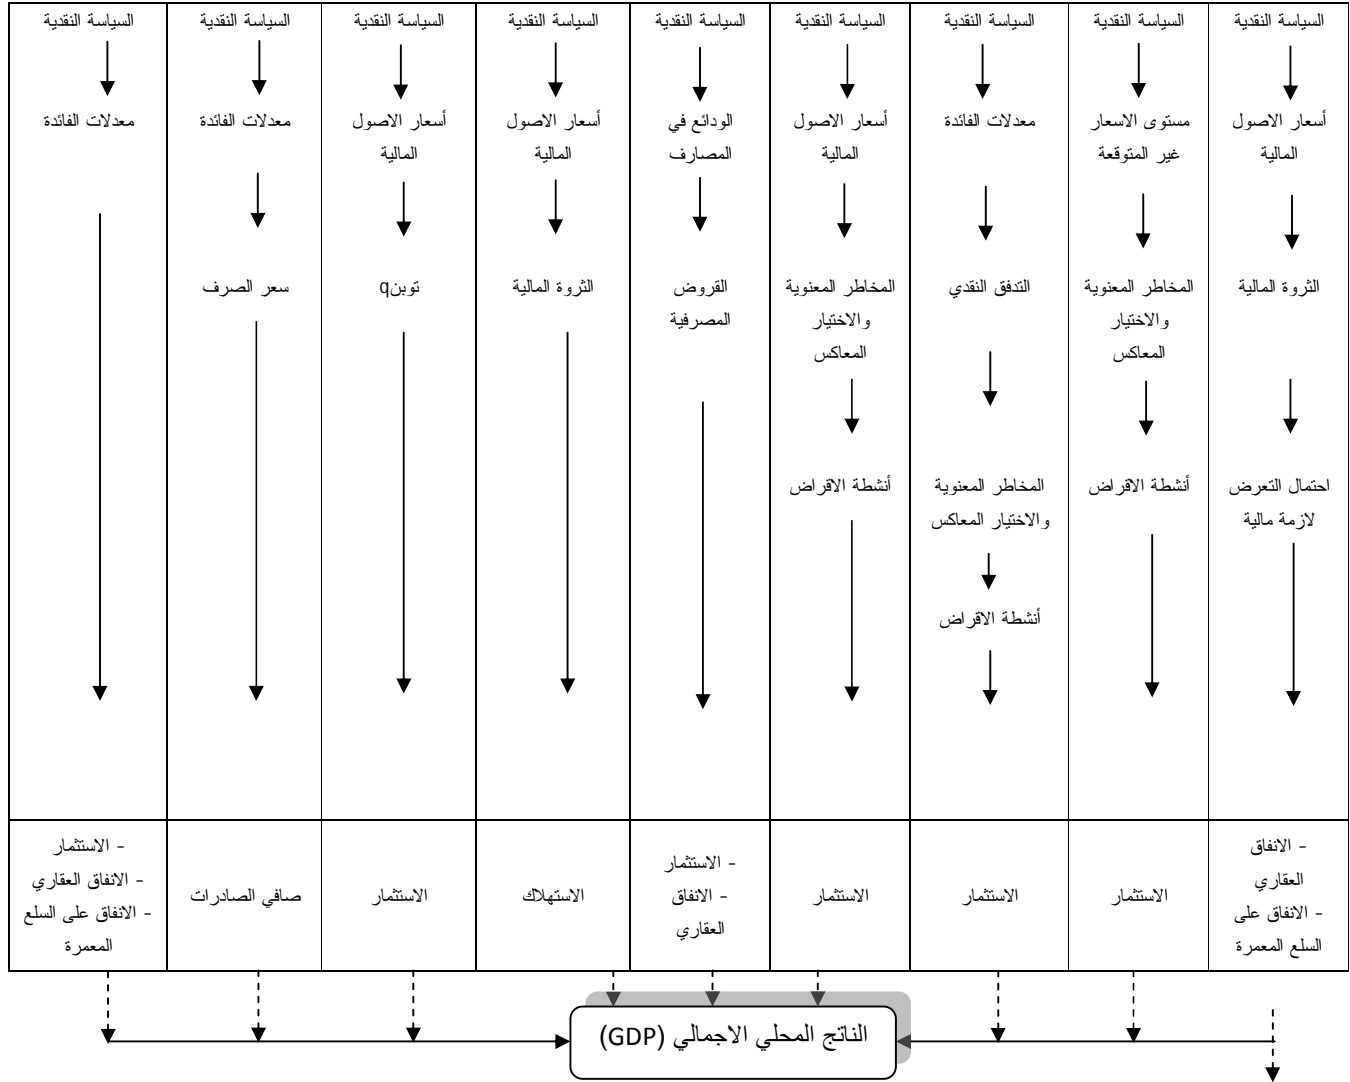 السياسة النقدية
أسعار الاصول
المالية
الثروة المالية
احتمال التعرض
لازمة مالية
- الانفاق
العقاري
- الانفاق على
السلع المعمرة
السياسة النقدية
مستوى الاسعار
غير المتوقعة
المخاطر المعنوية
والاختيار
المعاكس
أنشطة الاقراض
الاستثمار
السياسة النقدية
معدلات الفائدة
التدفق النقدي
المخاطر المعنوية
والاختيار المعاكس
أنشطة الاقراض
الاستثمار
السياسة النقدية
أسعار الاصول
المالية
المخاطر المعنوية
والاختيار
المعاكس
أنشطة الاقراض
الاستثمار
السياسة النقدية
الودائع في
المصارف
القروض
المصرفية
- الاستثمار
- الانفاق
العقاري
السياسة النقدية
أسعار الاصول
المالية
الثروة المالية
الاستهلاك
السياسة النقدية
أسعار الاصول
المالية
توبنq
الاستثمار
السياسة النقدية
معدلات الفائدة
سعر الصرف
صافي الصادرات
السياسة النقدية
معدلات الفائدة
- الاستثمار
- الانفاق العقاري
- الانفاق على السلع
المعمرة
الناتج المحلي الاجمالي (GDP)